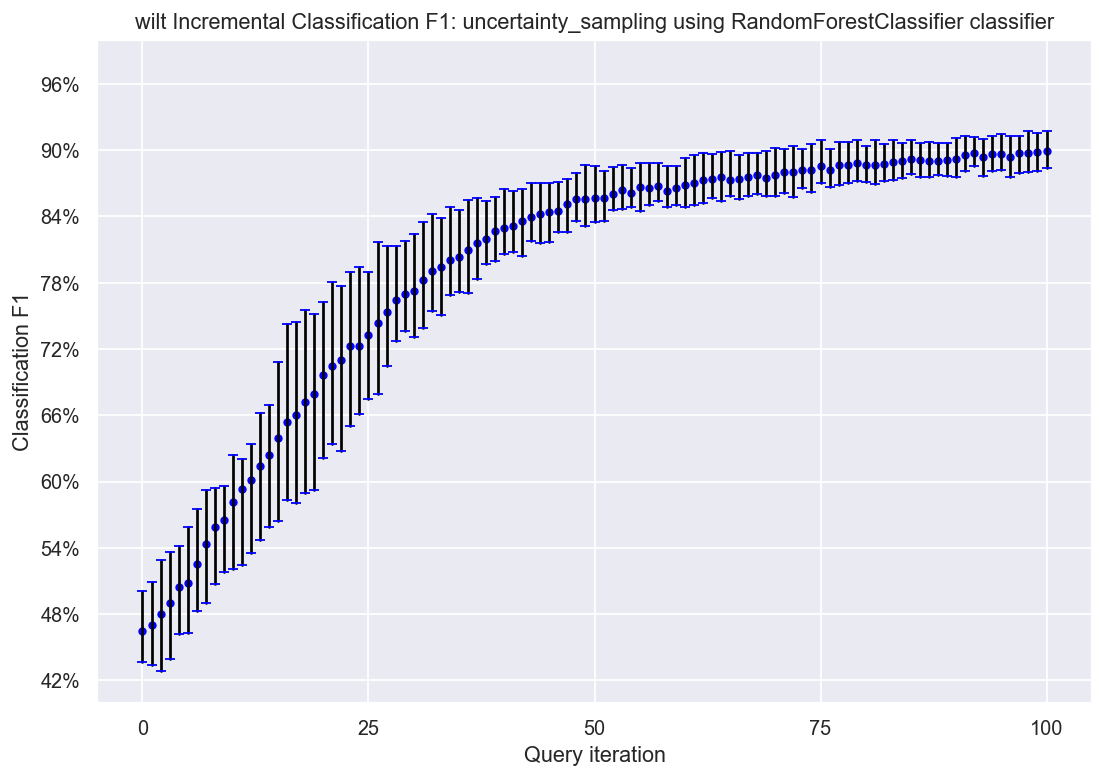 wilt Incremental Classification F1: uncertainty_sampling using RandomForestClassifier classifier
96%
90%
84%
78%
72%
66%
60%
54%
48%
42%
Classification F1
0 25 50 75 100
Query iteration